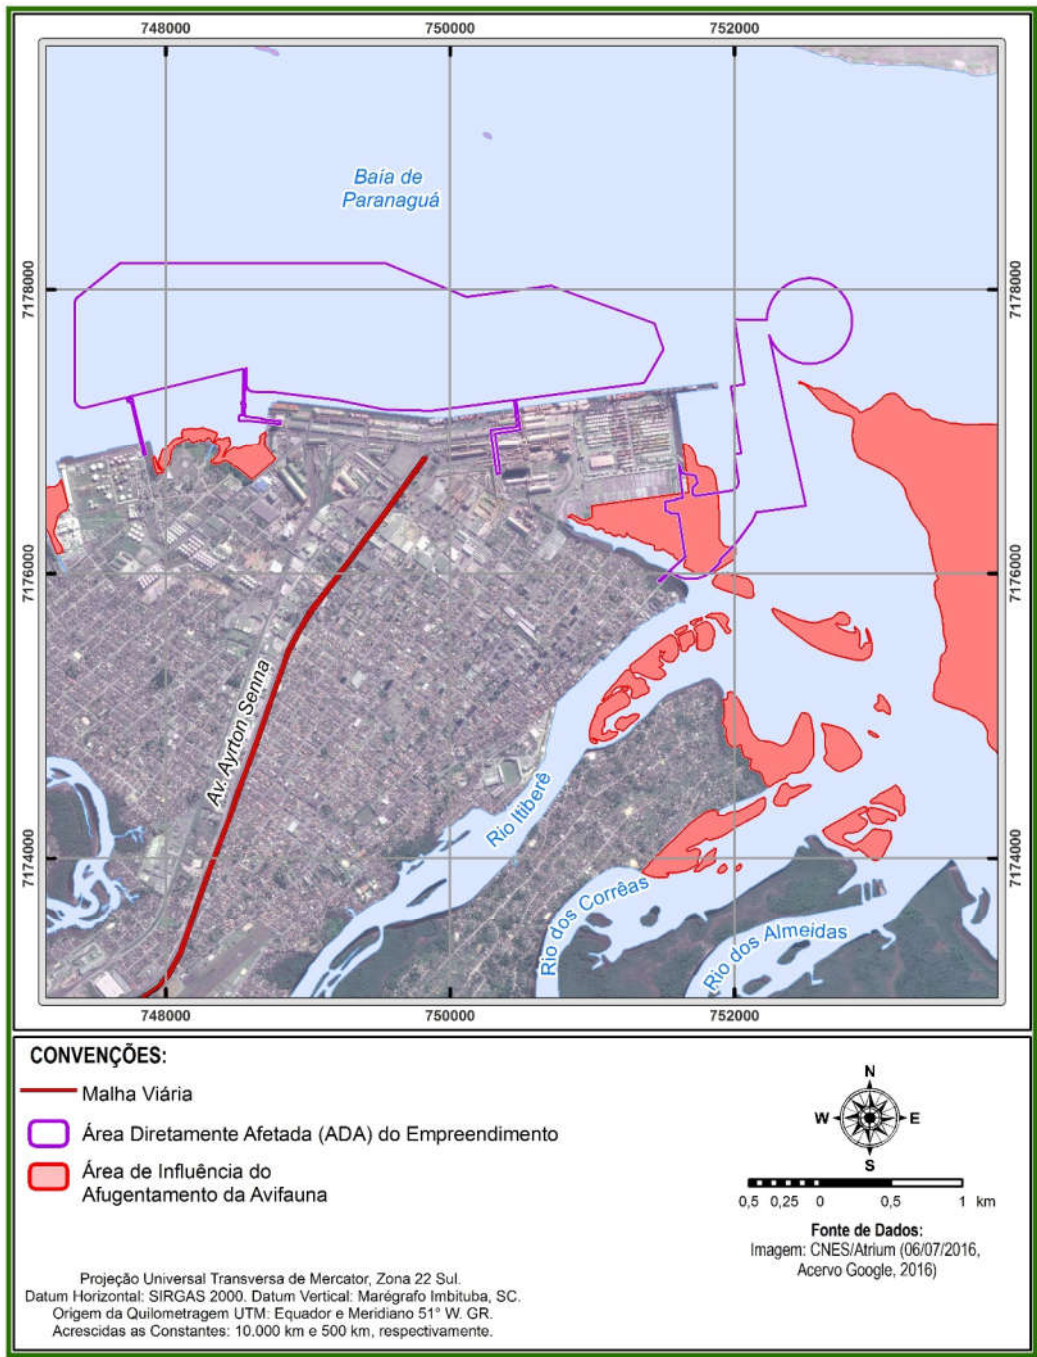 748000
750000
752000
Baía de
Paranaguá
7178000
7178000
7176000
7176000
Av. Ayrton Senna
Rio Itiberê
7174000
7174000
Rio dos Corrêas
Rio dos Almeidas
748000
750000
752000
CONVENÇÕES:
Malha Viária
Área Diretamente Afetada (ADA) do Empreendimento
Área de Influência do
Afugentamento da Avifauna
N
W E
S
0,5 0,25 0 0,5 1 km
Fonte de Dados:
Imagem: CNES/Atrium (06/07/2016,
Acervo Google, 2016)
Projeção Universal Transversa de Mercator, Zona 22 Sul.
Datum Horizontal: SIRGAS 2000. Datum Vertical: Marégrafo Imbituba, SC.
Origem da Quilometragem UTM: Equador e Meridiano 51° W. GR.
Acrescidas as Constantes: 10.000 km e 500 km, respectivamente.